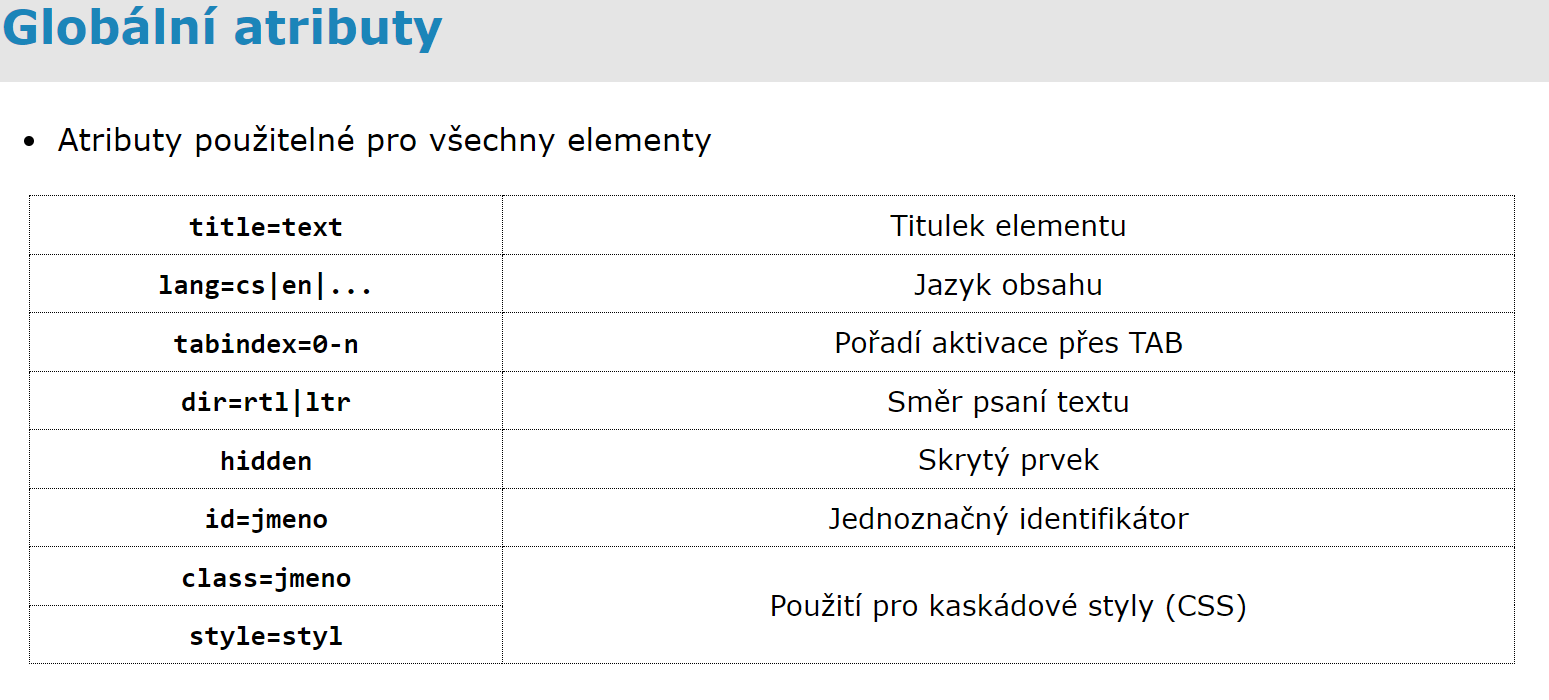 Globální atributy
• Atributy použitelné pro všechny elementy
title=text Titulek elementu
lang=cs|en|... Jazyk obsahu
tabindex=0-n Pořadí aktivace přes TAB
dir=rtl|ltr Směr psaní textu
hidden Skrytý prvek
id=jmeno Jednoznačný identifikátor
class=jmeno
Použití pro kaskádové styly (CSS)
style=styl